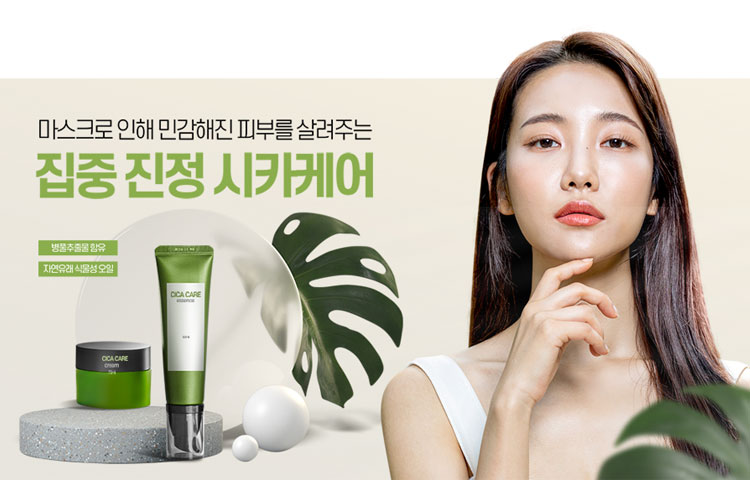 마스크로 인해 민감해진 피부를 살려주는
집중 진정 시카케어
병풀추출물 함유
자연유래 식물성 오일
CICA CARE
essence
CICA CARE
cream